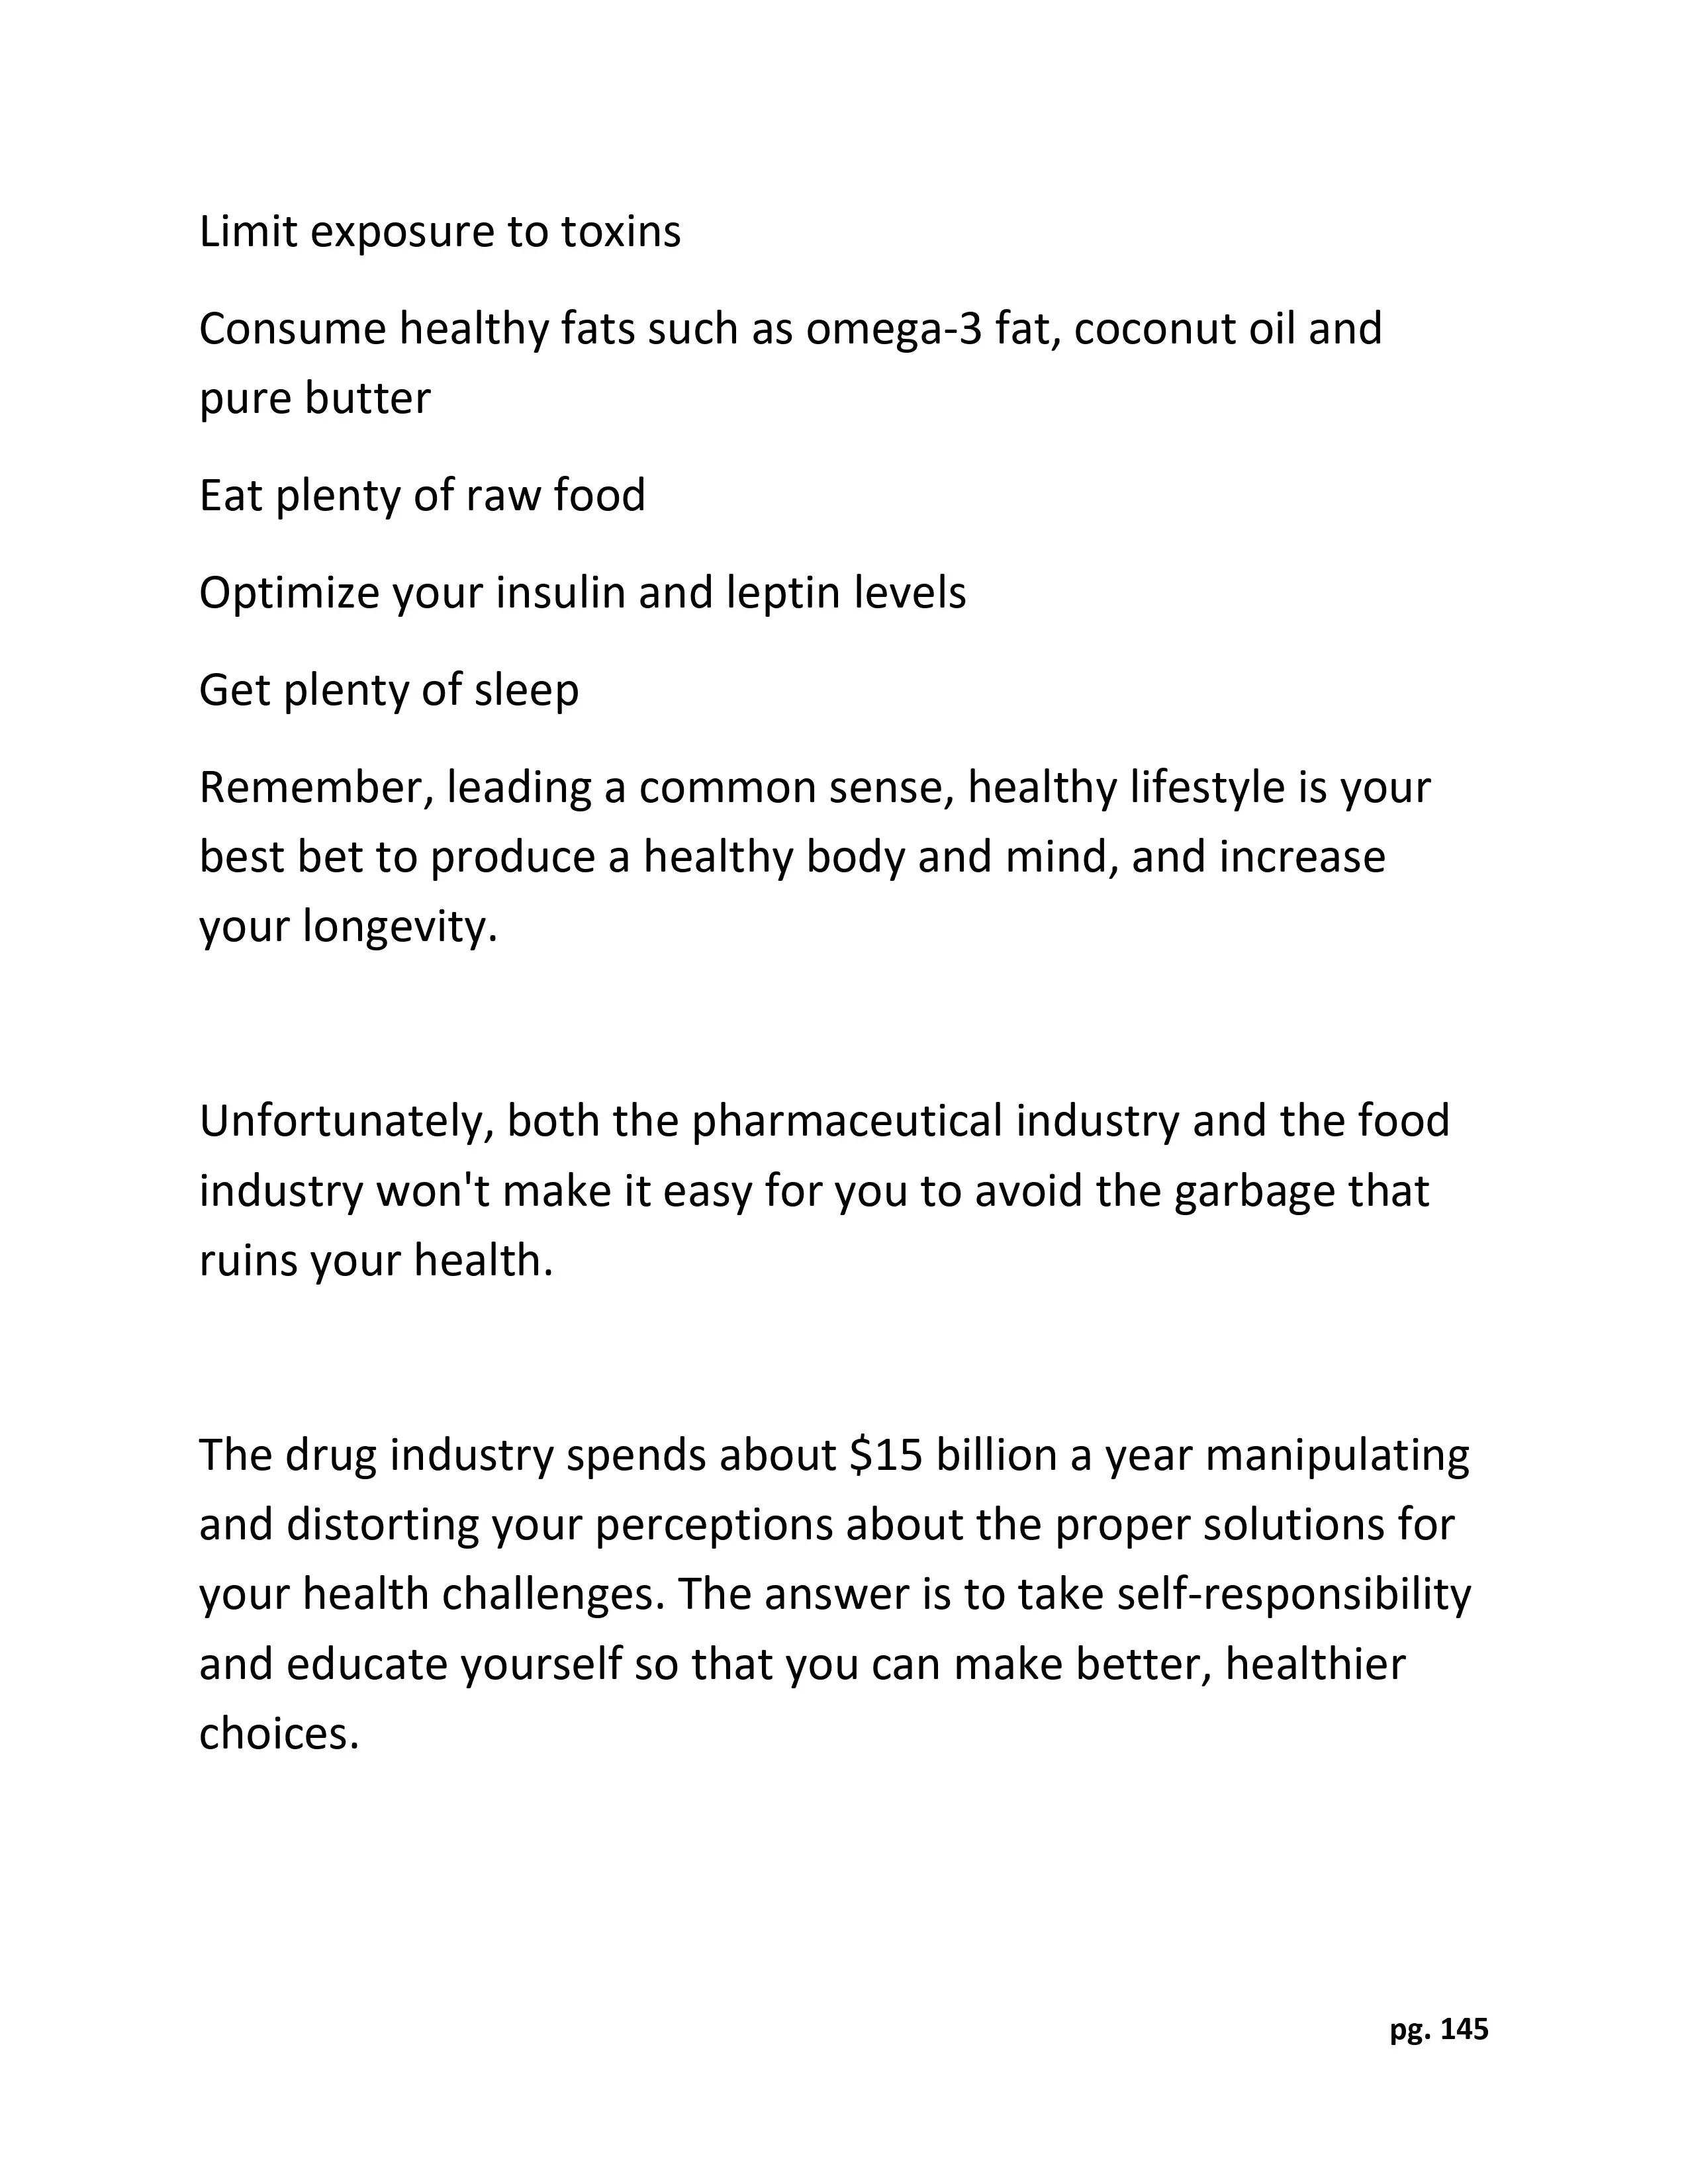 Limit exposure to toxins
Consume healthy fats such as omega-3 fat, coconut oil and
pure butter
Eat plenty of raw food
Optimize your insulin and leptin levels
Get plenty of sleep
Remember, leading a common sense, healthy lifestyle is your
best bet to produce a healthy body and mind, and increase
your longevity.
Unfortunately, both the pharmaceutical industry and the food
industry won't make it easy for you to avoid the garbage that
ruins your health.
The drug industry spends about $15 billion a year manipulating
and distorting your perceptions about the proper solutions for
your health challenges. The answer is to take self-responsibility
and educate yourself so that you can make better, healthier
choices.
pg. 145